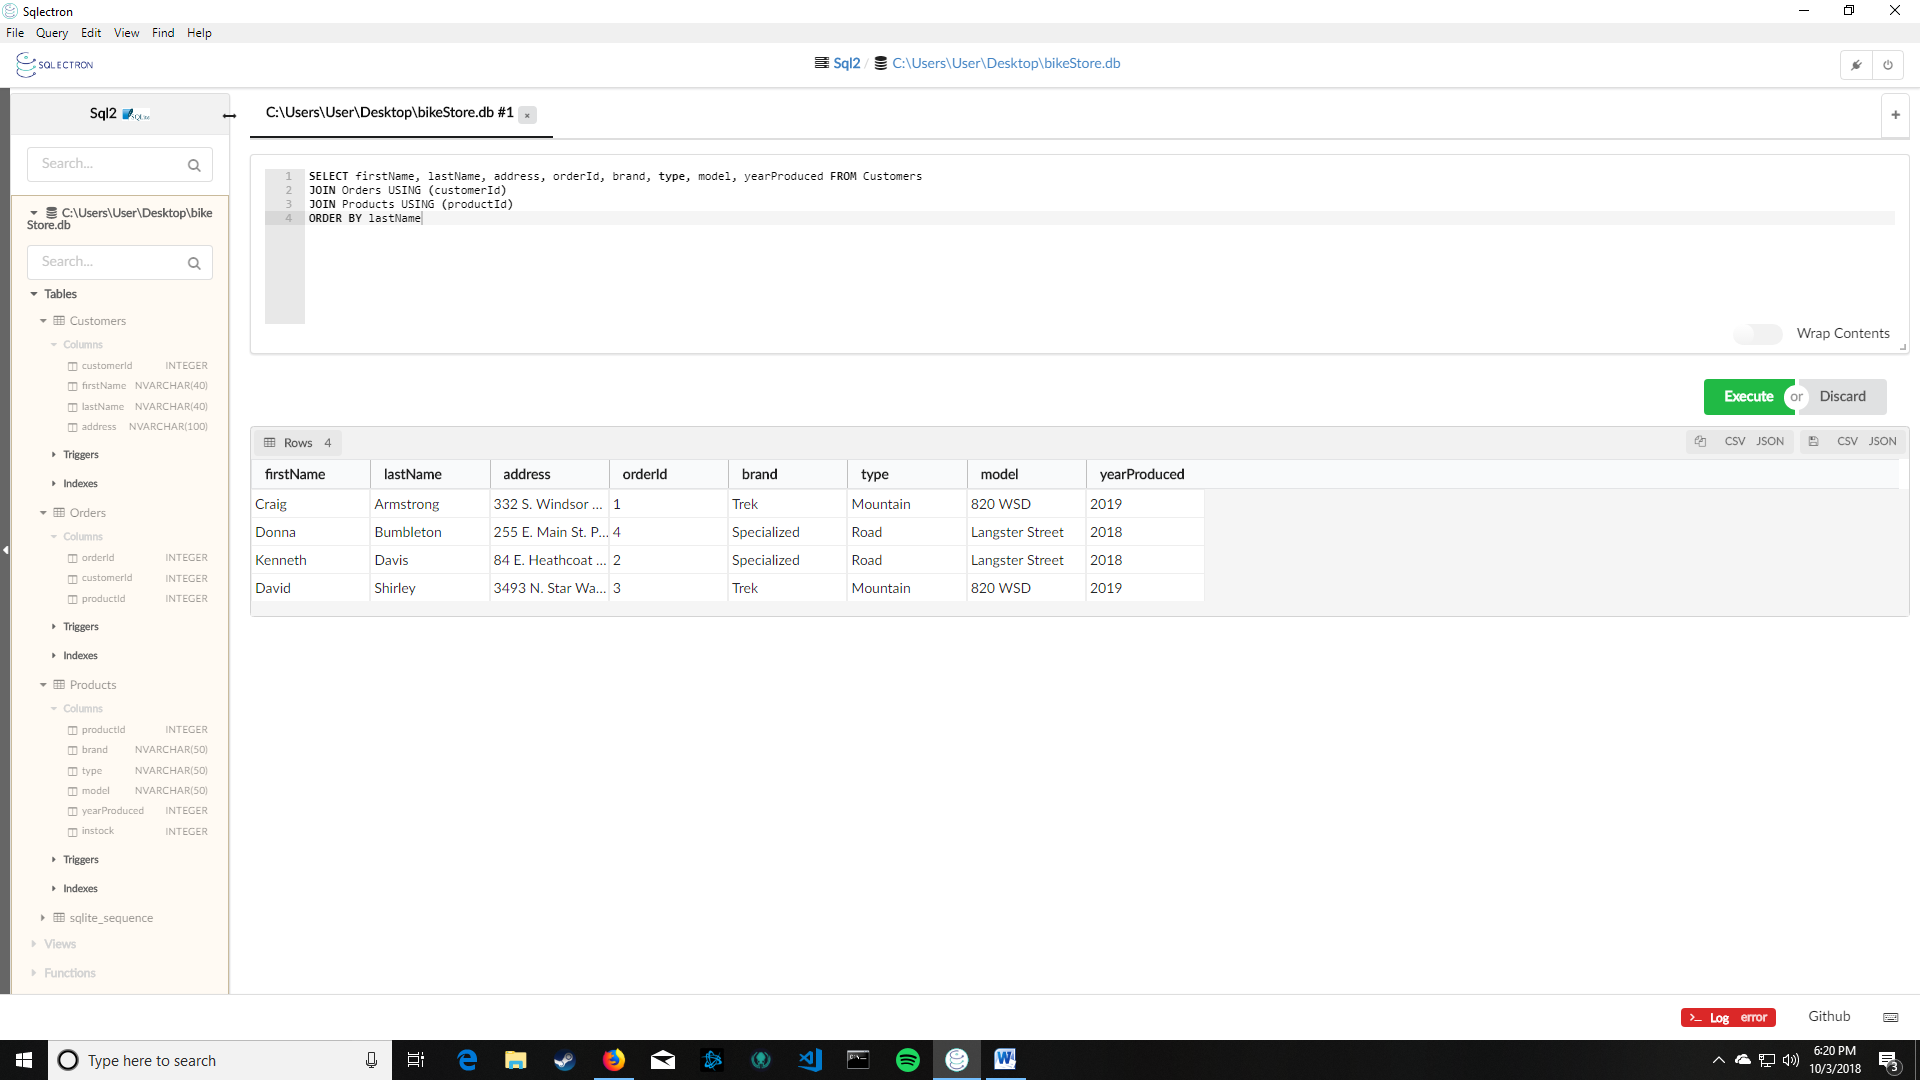 Sqlectron
File Query Edit View Find Help
SQLECTRON
Sql2 / C:\Users\User\Desktop\bikeStore.db
Sql2 SQLite
C:\Users\User\Desktop\bikeStore.db #1 ×
+
Search...
C:\Users\User\Desktop\bike
Store.db
Search...
Tables
Customers
Columns
customerId INTEGER
firstName NVARCHAR(40)
lastName NVARCHAR(40)
address NVARCHAR(100)
Triggers
Indexes
Orders
Columns
orderId INTEGER
customerId INTEGER
productId INTEGER
Triggers
Indexes
Products
Columns
productId INTEGER
brand NVARCHAR(50)
type NVARCHAR(50)
model NVARCHAR(50)
yearProduced INTEGER
instock INTEGER
Triggers
Indexes
sqlite_sequence
Views
Functions
1 SELECT firstName, lastName, address, orderId, brand, type, model, yearProduced FROM Customers
2 JOIN Orders USING (customerId)
3 JOIN Products USING (productId)
4 ORDER BY lastName
Wrap Contents
Execute or Discard
Rows 4 CSV JSON CSV JSON
firstName lastName address orderId brand type model yearProduced
Craig Armstrong 332 S. Windsor ... 1 Trek Mountain 820 WSD 2019
Donna Bumbleton 255 E. Main St. P... 4 Specialized Road Langster Street 2018
Kenneth Davis 84 E. Heathcoat ... 2 Specialized Road Langster Street 2018
David Shirley 3493 N. Star Wa... 3 Trek Mountain 820 WSD 2019
>_ Log error Github
Type here to search
6:20 PM
10/3/2018
3